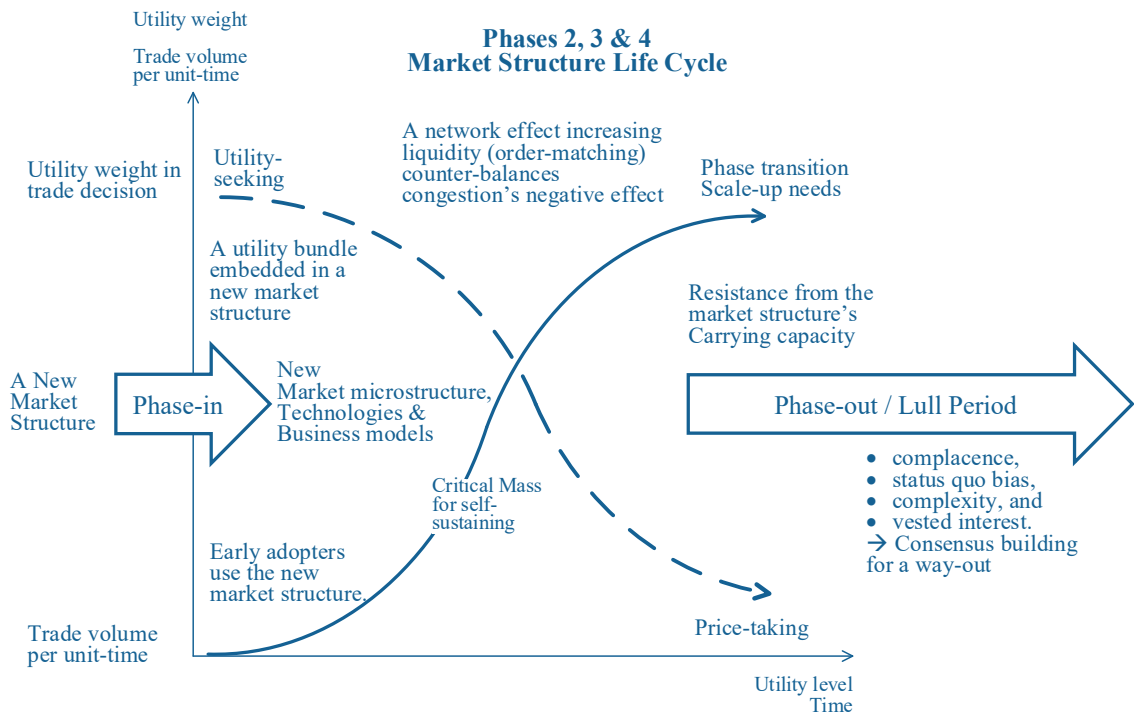 Utility weight
Trade volume
per unit-time
Phases 2, 3 & 4
Market Structure Life Cycle
Utility weight in
trade decision
Utility-
seeking
A network effect increasing
liquidity (order-matching)
counter-balances
congestion’s negative effect
Phase transition
Scale-up needs
A utility bundle
embedded in a
new market
structure
Resistance from the
market structure’s
Carrying capacity
A New
Market
Structure
Phase-in
New
Market microstructure,
Technologies &
Business models
Phase-out / Lull Period
• complacence,
• status quo bias,
• complexity, and
• vested interest.
→ Consensus building
for a way-out
Critical Mass
for self-
sustaining
Early adopters
use the new
market structure.
Trade volume
per unit-time
Price-taking
Utility level
Time